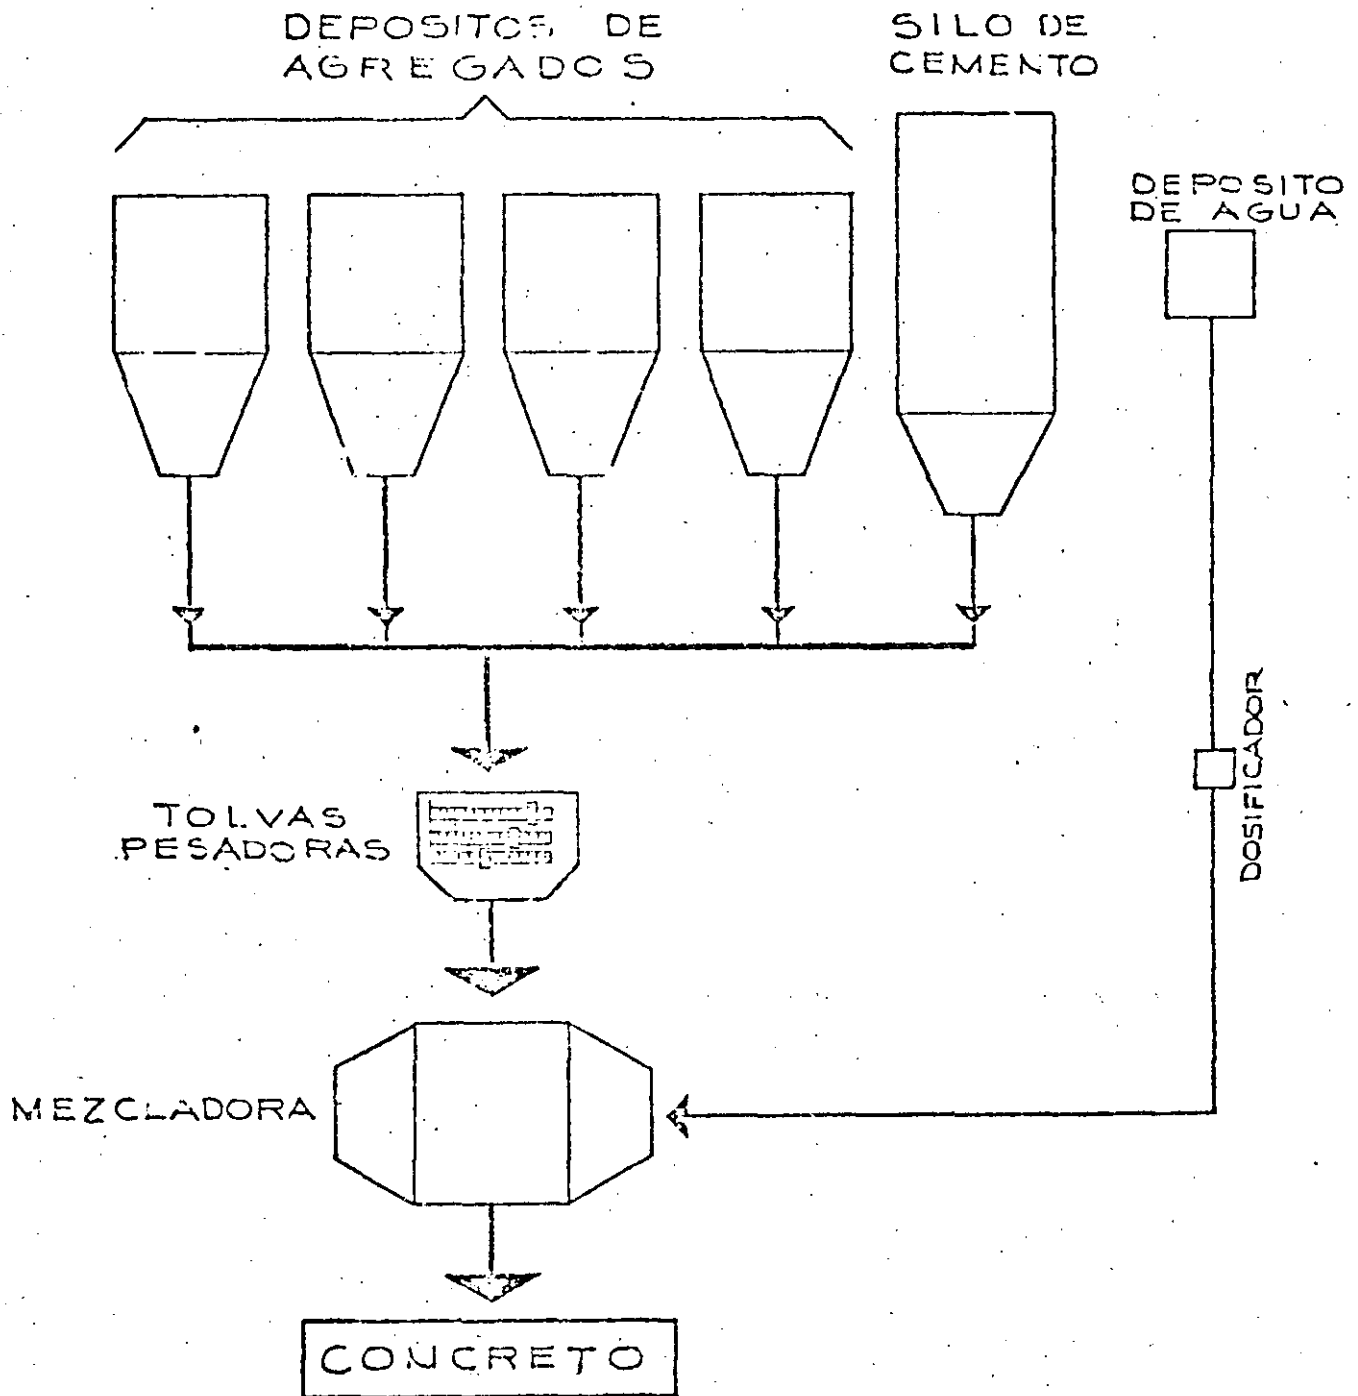 DEPOSITOS DE
AGREGADOS
SILO DE
CEMENTO
DEPOSITO
DE AGUA
DOSIFICADOR
TOLVAS
PESADORAS
MEZCLADORA
CONCRETO